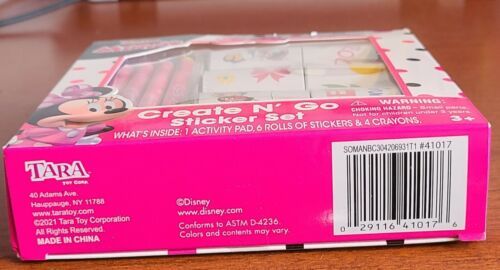 Create N' Go
Sticker Set
WARNING:
CHOKING HAZARD - Small parts.
Not for children under 3 years.
WHAT'S INSIDE: 1 ACTIVITY PAD, 6 ROLLS OF STICKERS & 4 CRAYONS.
3+
TARA
TOY CORP.
40 Adams Ave.
Hauppauge, NY 11788
www.taratoy.com
©2021 Tara Toy Corporation
All Rights Reserved
MADE IN CHINA
©Disney
www.disney.com
Conforms to ASTM D-4236.
Colors and contents may vary.
SOMANBC304206931T1 #41017
0 29116 41017 6